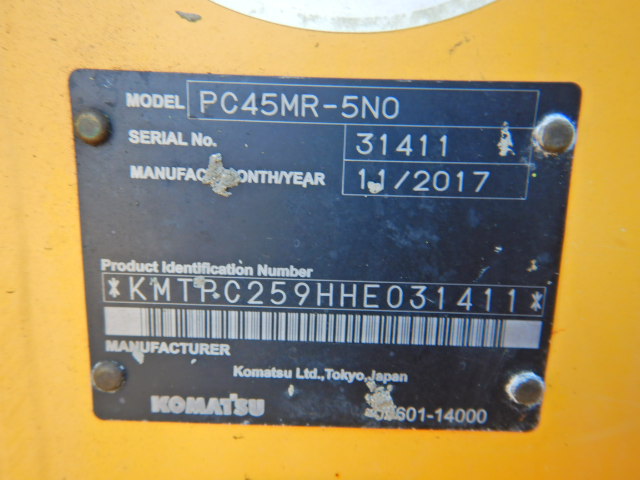 MODEL PC45MR-5N0
SERIAL No. 31411
MANUFAC ONTH/YEAR 11/2017
Product Identification Number
*KMTPC259HHE031411*
MANUFACTURER
Komatsu Ltd.,Tokyo,Japan
KOMATSU 601-14000